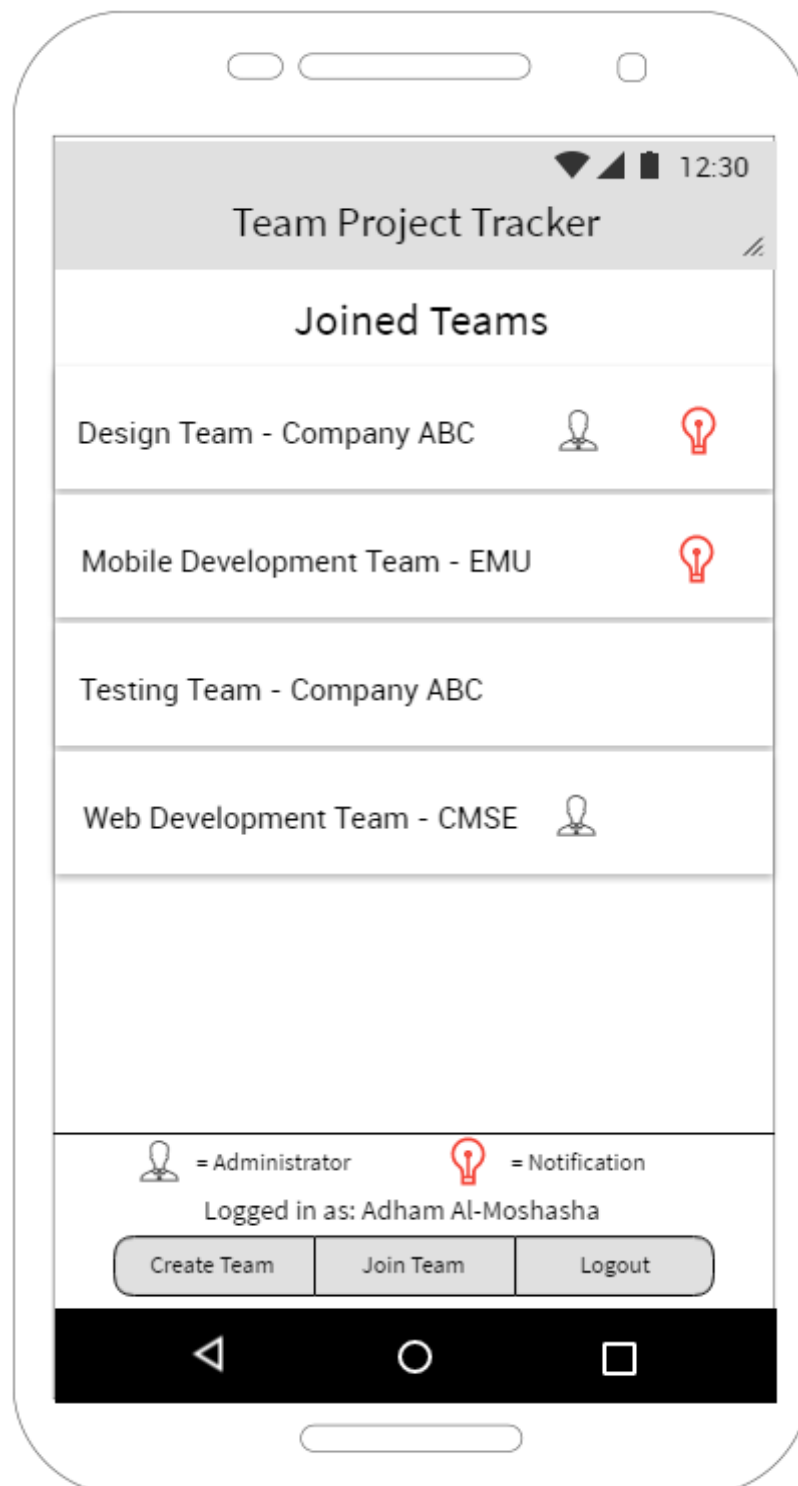 12:30
Team Project Tracker
Joined Teams
Design Team - Company ABC
Mobile Development Team - EMU
Testing Team - Company ABC
Web Development Team - CMSE
= Administrator = Notification
Logged in as: Adham Al-Moshasha
Create Team Join Team Logout